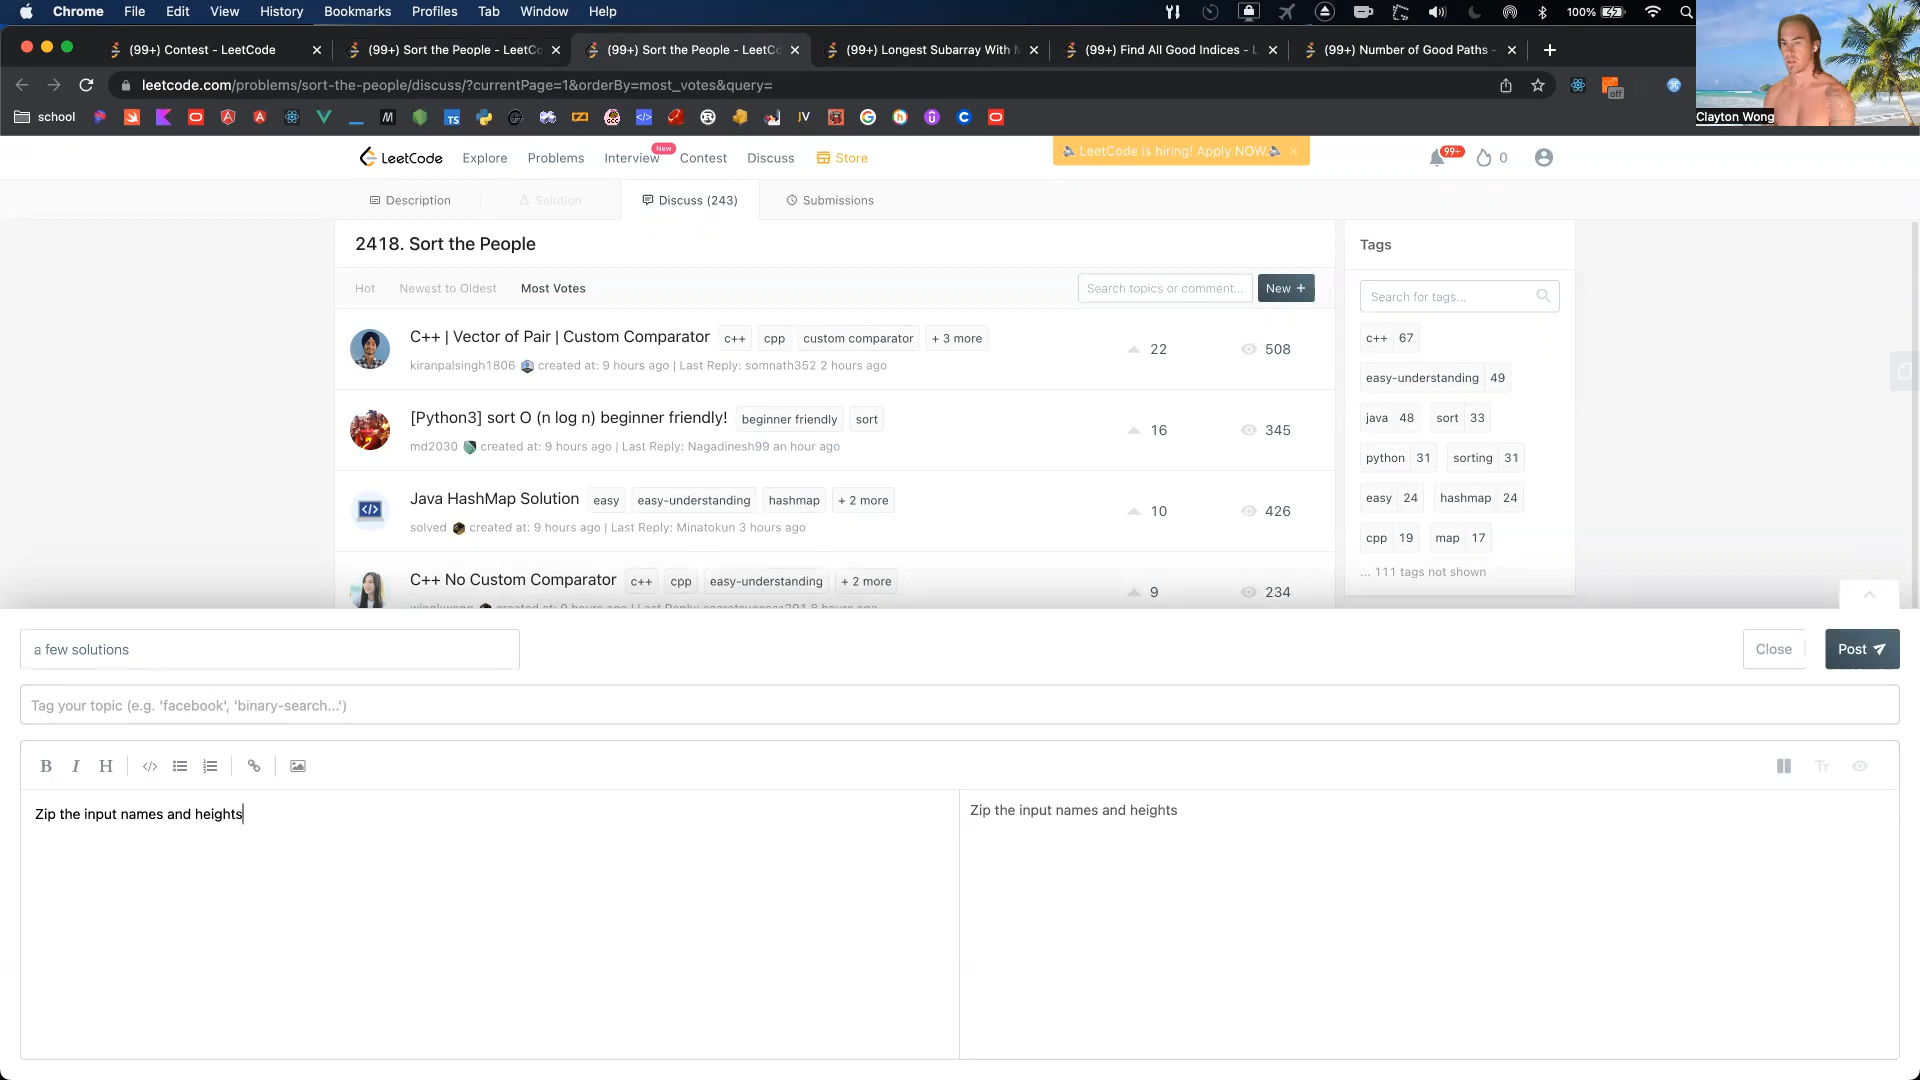 Chrome File Edit View History Bookmarks Profiles Tab Window Help 100%
(99+) Contest - LeetCode (99+) Sort the People - LeetCo (99+) Sort the People - LeetCo (99+) Longest Subarray With M (99+) Find All Good Indices - L (99+) Number of Good Paths -
leetcode.com/problems/sort-the-people/discuss/?currentPage=1&orderBy=most_votes&query=
off
school
Clayton Wong
LeetCode Explore Problems Interview New Contest Discuss Store
LeetCode is hiring! Apply NOW
99+ 0
Description Solution Discuss (243) Submissions
2418. Sort the People
Hot Newest to Oldest Most Votes
Search topics or comment... New +
C++ | Vector of Pair | Custom Comparator c++ cpp custom comparator + 3 more
kiranpalsingh1806 created at: 9 hours ago | Last Reply: somnath352 2 hours ago
22 508
[Python3] sort O (n log n) beginner friendly! beginner friendly sort
md2030 created at: 9 hours ago | Last Reply: Nagadinesh99 an hour ago
16 345
Java HashMap Solution easy easy-understanding hashmap + 2 more
solved created at: 9 hours ago | Last Reply: Minatokun 3 hours ago
10 426
C++ No Custom Comparator c++ cpp easy-understanding + 2 more
9 234
Tags
Search for tags...
c++ 67
easy-understanding 49
java 48 sort 33
python 31 sorting 31
easy 24 hashmap 24
cpp 19 map 17
... 111 tags not shown
a few solutions
Close Post
Tag your topic (e.g. 'facebook', 'binary-search...')
B I H
Zip the input names and heights
Zip the input names and heights